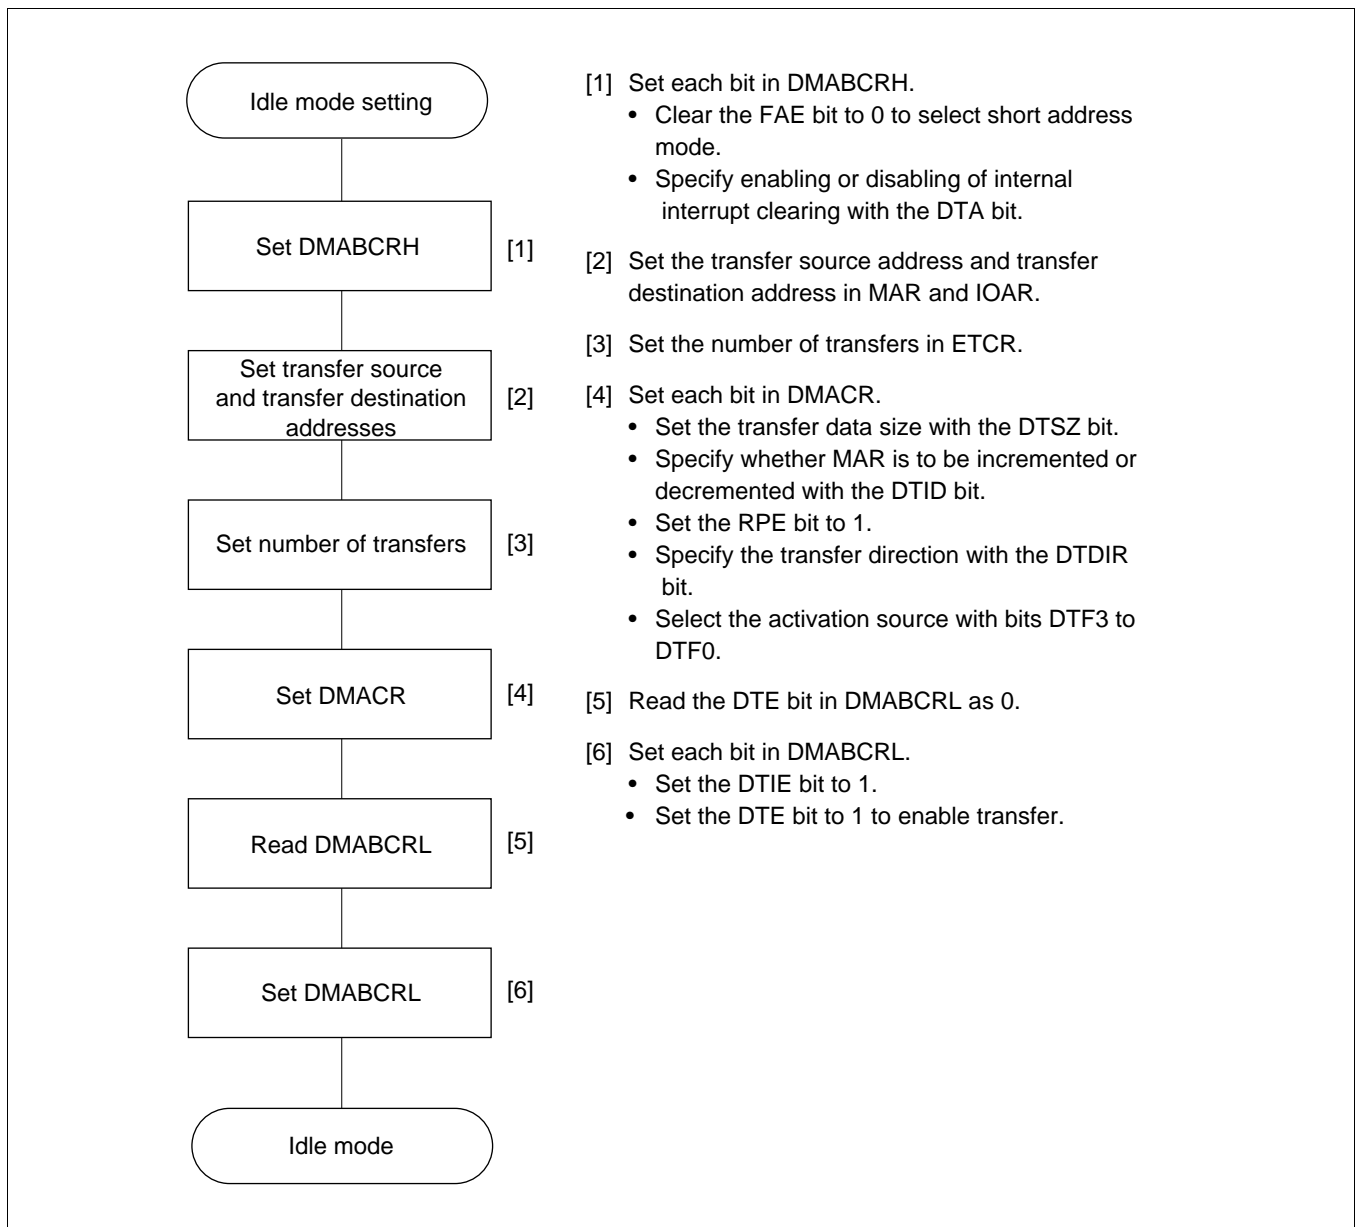 Idle mode setting
Set DMABCRH
[1]
Set transfer source
and transfer destination
addresses
[2]
Set number of transfers
[3]
Set DMACR
[4]
Read DMABCRL
[5]
Set DMABCRL
[6]
Idle mode
[1] Set each bit in DMABCRH.
• Clear the FAE bit to 0 to select short address
mode.
• Specify enabling or disabling of internal
interrupt clearing with the DTA bit.
[2] Set the transfer source address and transfer
destination address in MAR and IOAR.
[3] Set the number of transfers in ETCR.
[4] Set each bit in DMACR.
• Set the transfer data size with the DTSZ bit.
• Specify whether MAR is to be incremented or
decremented with the DTID bit.
• Set the RPE bit to 1.
• Specify the transfer direction with the DTDIR
bit.
• Select the activation source with bits DTF3 to
DTF0.
[5] Read the DTE bit in DMABCRL as 0.
[6] Set each bit in DMABCRL.
• Set the DTIE bit to 1.
• Set the DTE bit to 1 to enable transfer.